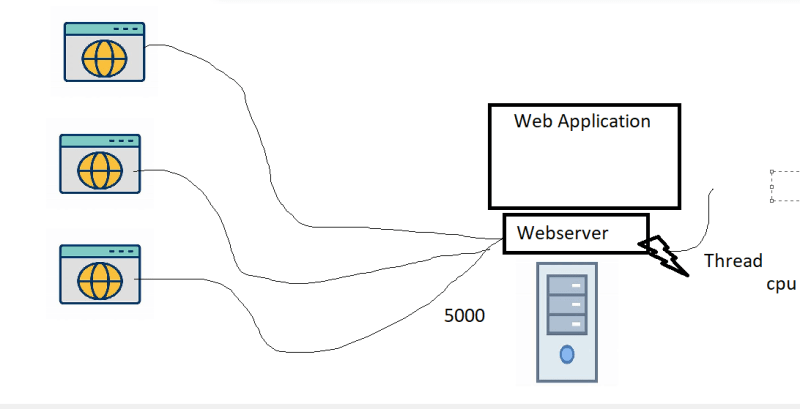 Web Application
Webserver
Thread
cpu
5000